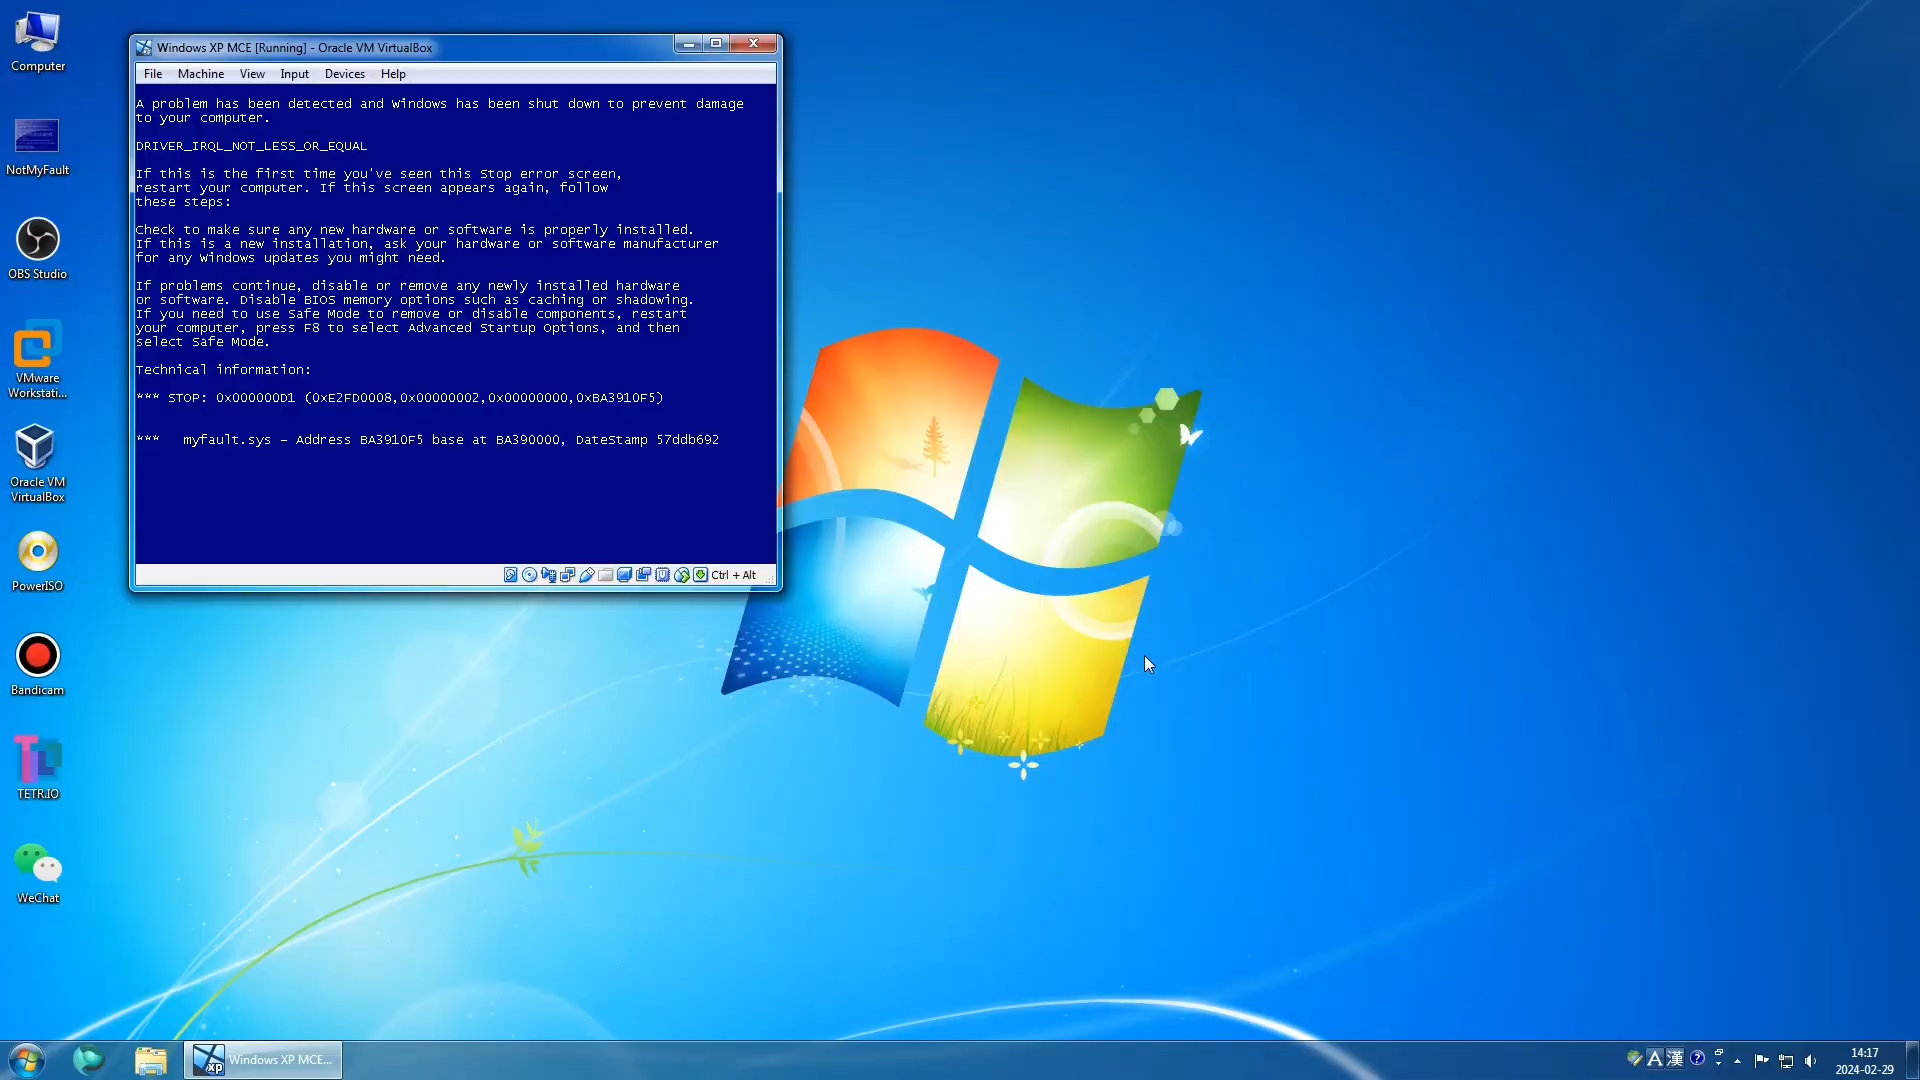 Computer
NotMyFault
OBS Studio
VMware
Workstati...
Oracle VM
VirtualBox
PowerISO
Bandicam
TETR.IO
WeChat
Windows XP MCE [Running] - Oracle VM VirtualBox
File Machine View Input Devices Help
A problem has been detected and Windows has been shut down to prevent damage
to your computer.
DRIVER_IRQL_NOT_LESS_OR_EQUAL
If this is the first time you've seen this Stop error screen,
restart your computer. If this screen appears again, follow
these steps:
Check to make sure any new hardware or software is properly installed.
If this is a new installation, ask your hardware or software manufacturer
for any Windows updates you might need.
If problems continue, disable or remove any newly installed hardware
or software. Disable BIOS memory options such as caching or shadowing.
If you need to use Safe Mode to remove or disable components, restart
your computer, press F8 to select Advanced Startup Options, and then
select Safe Mode.
Technical information:
*** STOP: 0x000000D1 (0xE2FD0008,0x00000002,0x00000000,0xBA3910F5)
*** myfault.sys - Address BA3910F5 base at BA390000, DateStamp 57ddb692
Ctrl + Alt
xp Windows XP MCE...
A 漢 ?
14:17
2024-02-29